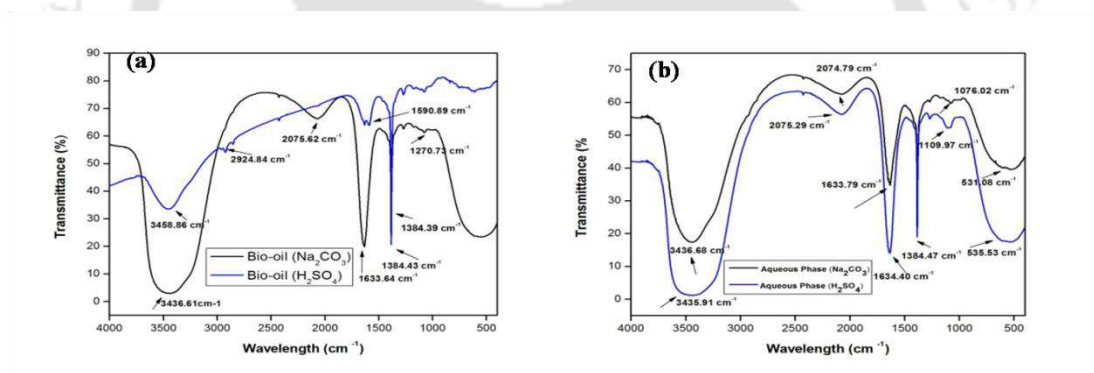 (a)
90
80
70
60
50
40
30
20
10
0
Transmittance (%)
2075.62 cm⁻¹
1590.89 cm⁻¹
1270.73 cm⁻¹
2924.84 cm⁻¹
3458.86 cm⁻¹
1384.39 cm⁻¹
1384.43 cm⁻¹
1633.64 cm⁻¹
3436.61cm-1
Bio-oil (Na₂CO₃)
Bio-oil (H₂SO₄)
4000 3500 3000 2500 2000 1500 1000 500
Wavelength (cm ⁻¹)
(b)
70
60
50
40
30
20
10
0
Transmittance (%)
2074.79 cm⁻¹
1076.02 cm⁻¹
2075.29 cm⁻¹
1109.97 cm⁻¹
1633.79 cm⁻¹
531.08 cm⁻¹
3436.68 cm⁻¹
1384.47 cm⁻¹
535.53 cm⁻¹
1634.40 cm⁻¹
3435.91 cm⁻¹
Aqueous Phase (Na₂CO₃)
Aqueous Phase (H₂SO₄)
4000 3500 3000 2500 2000 1500 1000 500
Wavelength (cm ⁻¹)